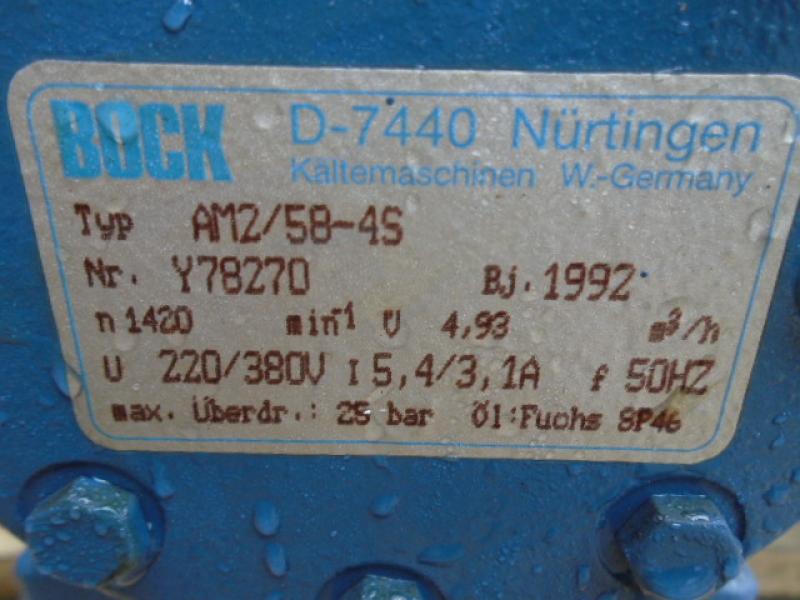 BOCK D-7440 Nürtingen
Kältemaschinen W.-Germany
Typ AM2/58-4S
Nr. Y78270 Bj. 1992
n 1420 min-1 V 4,93 m³/h
U 220/380V I 5,4/3,1A f 50HZ
max. Überdr.: 25 bar Öl:Fuchs SP46